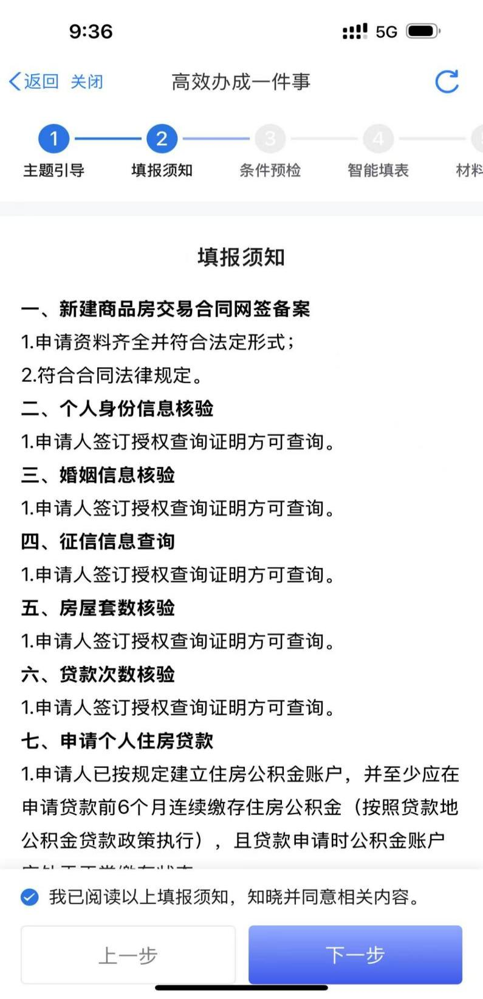 9:36
5G
返回 关闭
高效办成一件事
1
2
3
4
主题引导
填报须知
条件预检
智能填表
材料
填报须知
一、新建商品房交易合同网签备案
1.申请资料齐全并符合法定形式；
2.符合合同法律规定。
二、个人身份信息核验
1.申请人签订授权查询证明方可查询。
三、婚姻信息核验
1.申请人签订授权查询证明方可查询。
四、征信信息查询
1.申请人签订授权查询证明方可查询。
五、房屋套数核验
1.申请人签订授权查询证明方可查询。
六、贷款次数核验
1.申请人签订授权查询证明方可查询。
七、申请个人住房贷款
1.申请人已按规定建立住房公积金账户，并至少应在
申请贷款前6个月连续缴存住房公积金（按照贷款地
公积金贷款政策执行），且贷款申请时公积金账户
我已阅读以上填报须知，知晓并同意相关内容。
上一步
下一步